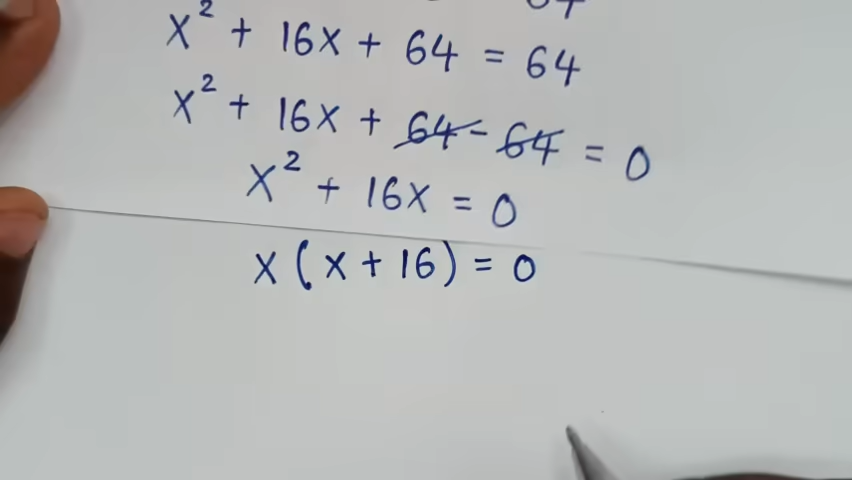 x² + 16x + 64 = 64
x² + 16x + 64 - 64 = 0
x² + 16x = 0
x(x + 16) = 0